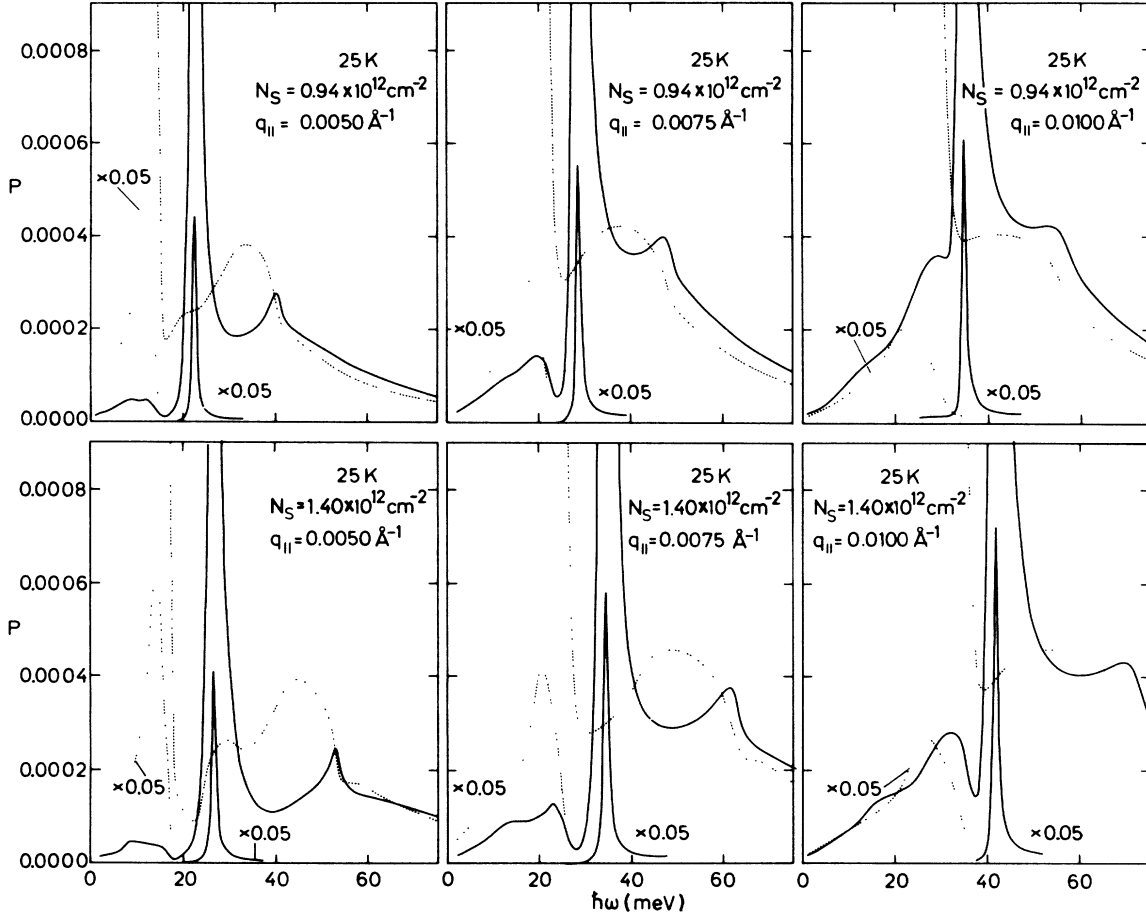 0.0008
0.0006
P
0.0004
0.0002
0.0000
25K
N_S = 0.94×10^12 cm^-2
q_|| = 0.0050 Å^-1
×0.05
×0.05
25K
N_S = 0.94×10^12 cm^-2
q_|| = 0.0075 Å^-1
×0.05
×0.05
25K
N_S = 0.94×10^12 cm^-2
q_|| = 0.0100 Å^-1
×0.05
×0.05
0.0008
0.0006
P
0.0004
0.0002
0.0000
25K
N_S = 1.40×10^12 cm^-2
q_|| = 0.0050 Å^-1
×0.05
×0.05
25K
N_S = 1.40×10^12 cm^-2
q_|| = 0.0075 Å^-1
×0.05
×0.05
25K
N_S = 1.40×10^12 cm^-2
q_|| = 0.0100 Å^-1
×0.05
×0.05
0 20 40 60 0 20 40 60 0 20 40 60
ħω (meV)